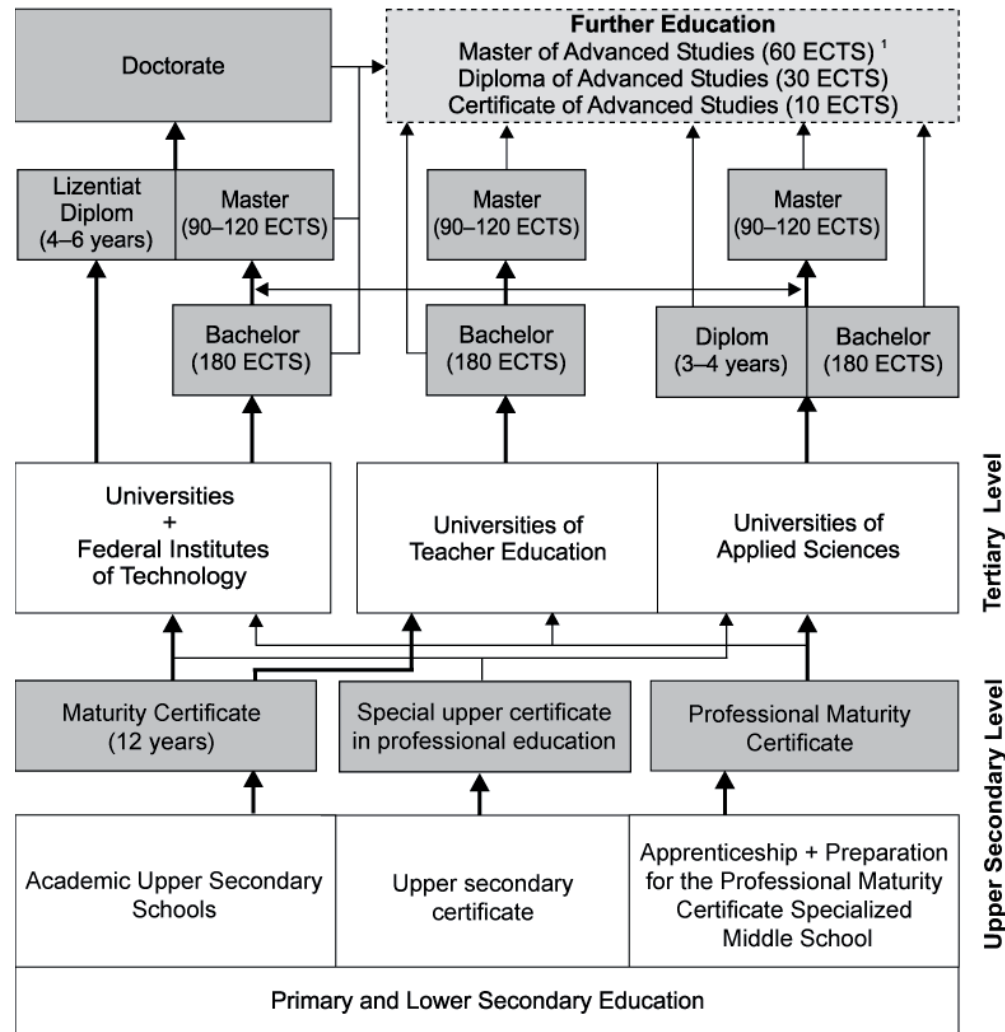 Further Education
Master of Advanced Studies (60 ECTS) ¹
Diploma of Advanced Studies (30 ECTS)
Certificate of Advanced Studies (10 ECTS)
Doctorate
Lizentiat
Diplom
(4–6 years)
Master
(90–120 ECTS)
Master
(90–120 ECTS)
Master
(90–120 ECTS)
Bachelor
(180 ECTS)
Bachelor
(180 ECTS)
Diplom
(3–4 years)
Bachelor
(180 ECTS)
Universities
+
Federal Institutes
of Technology
Universities of
Teacher Education
Universities of
Applied Sciences
Tertiary Level
Maturity Certificate
(12 years)
Special upper certificate
in professional education
Professional Maturity
Certificate
Academic Upper Secondary
Schools
Upper secondary
certificate
Apprenticeship + Preparation
for the Professional Maturity
Certificate Specialized
Middle School
Upper Secondary Level
Primary and Lower Secondary Education